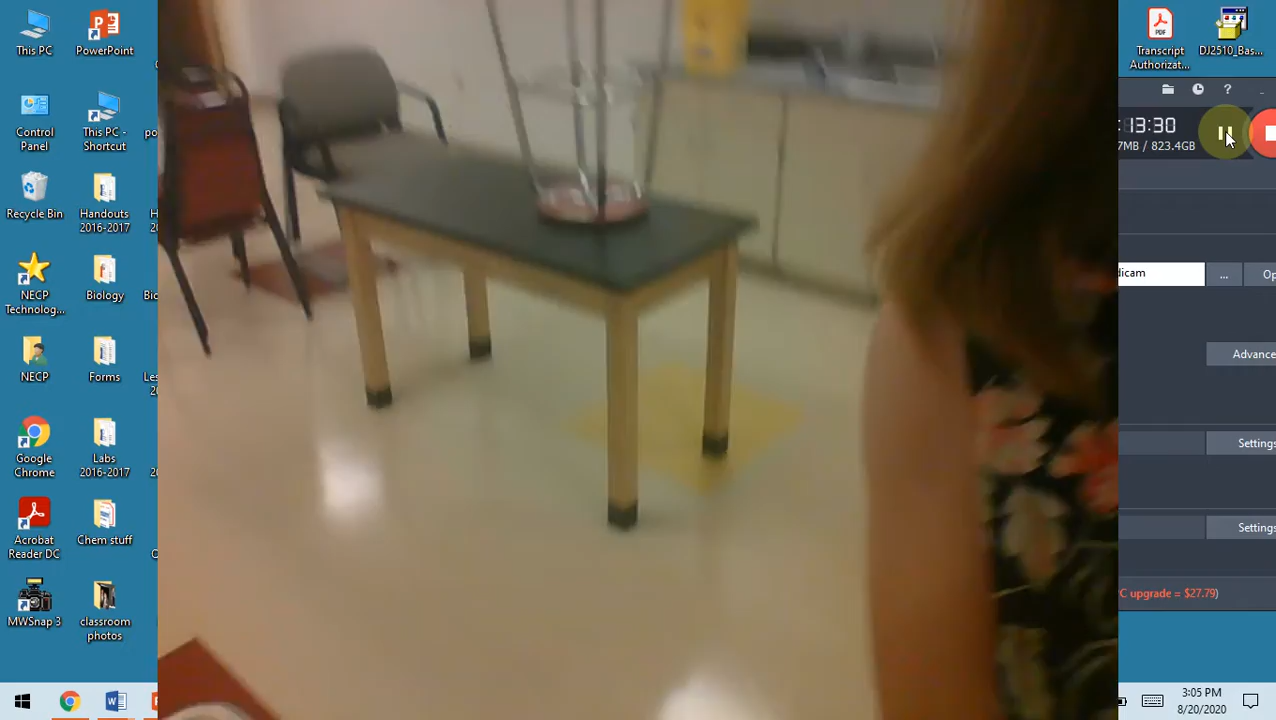 This PC
PowerPoint
Control
Panel
This PC -
Shortcut
Recycle Bin
Handouts
2016-2017
NECP
Technolog...
Biology
NECP
Forms
Google
Chrome
Labs
2016-2017
Acrobat
Reader DC
Chem stuff
MWSnap 3
classroom
photos
Transcript
Authorizat...
DJ2510_Bas...
:13:30
7MB / 823.4GB
dicam
...
Op
Advance
Settings
Settings
C upgrade = $27.79)
3:05 PM
8/20/2020